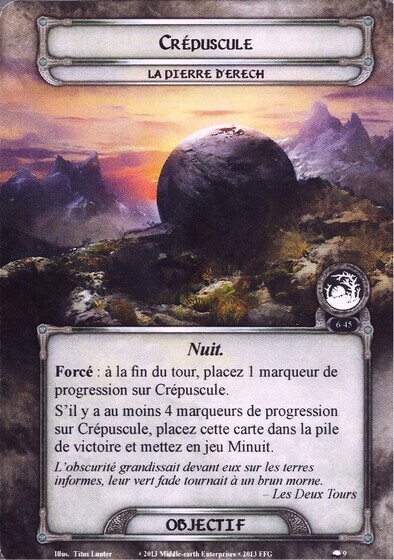 Crépuscule
LA PIERRE D'ERECH
6-45
Nuit.
Forcé : à la fin du tour, placez 1 marqueur de
progression sur Crépuscule.
S'il y a au moins 4 marqueurs de progression
sur Crépuscule, placez cette carte dans la pile
de victoire et mettez en jeu Minuit.
L'obscurité grandissait devant eux sur les terres
informes, leur vert fade tournait à un brun morne.
– Les Deux Tours
OBJECTIF
Illus. Titus Lunter • 2013 Middle-earth Enterprises • 2013 FFG 9